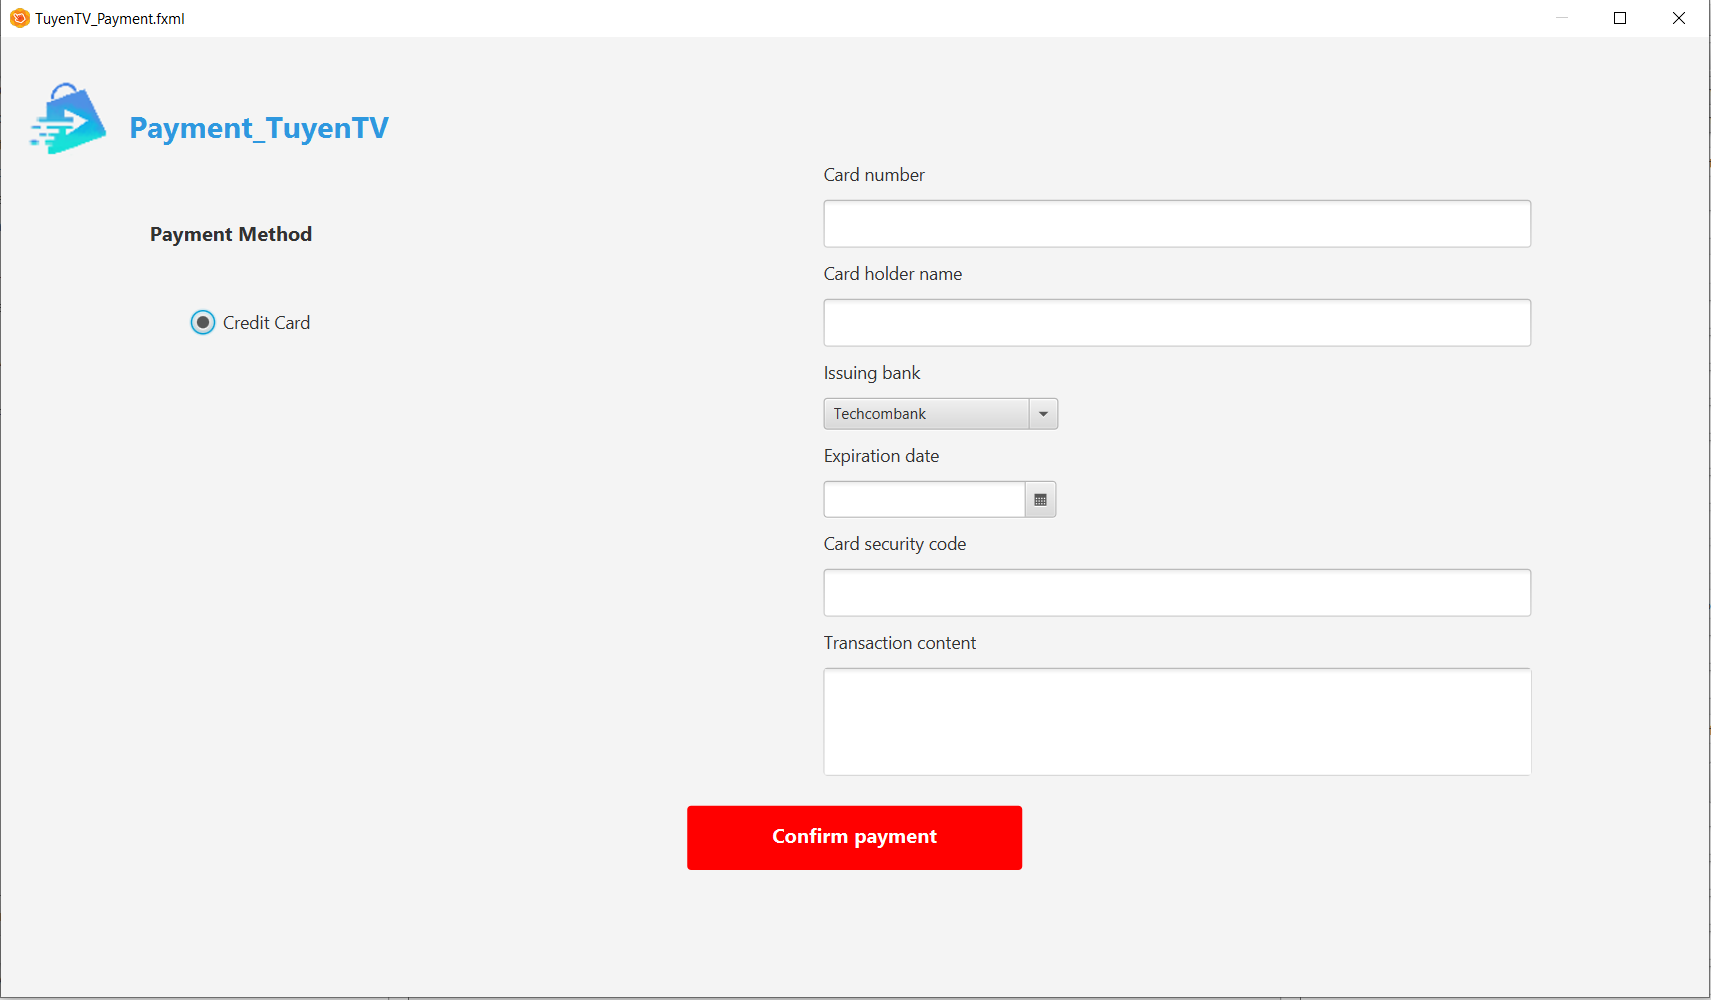 TuyenTV_Payment.fxml
Payment_TuyenTV
Payment Method
Credit Card
Card number
Card holder name
Issuing bank
Techcombank
Expiration date
Card security code
Transaction content
Confirm payment